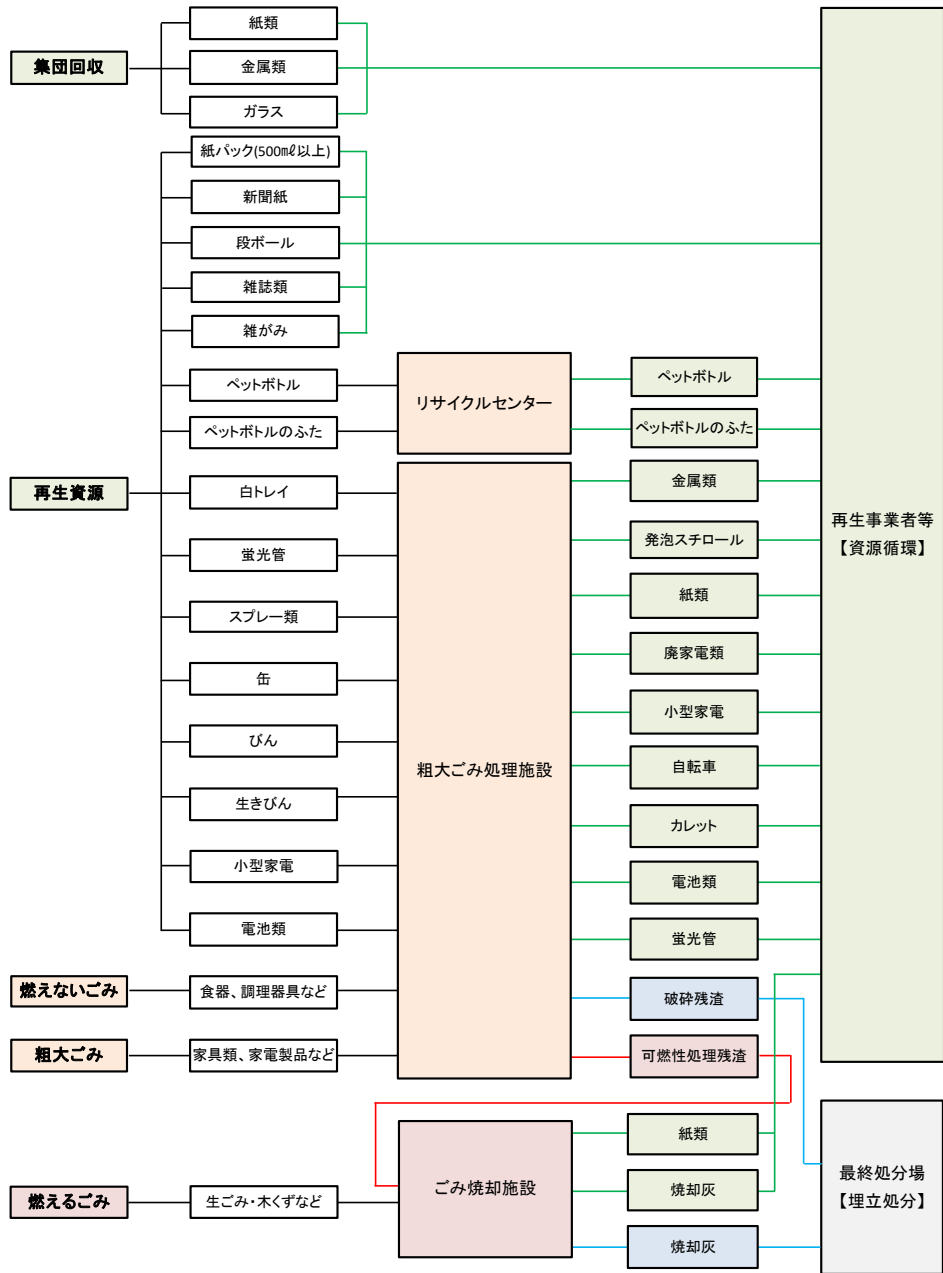 集団回収
紙類
金属類
ガラス
再生資源
紙パック(500㎖以上)
新聞紙
段ボール
雑誌類
雑がみ
ペットボトル
ペットボトルのふた
白トレイ
蛍光管
スプレー類
缶
びん
生きびん
小型家電
電池類
燃えないごみ
食器、調理器具など
粗大ごみ
家具類、家電製品など
燃えるごみ
生ごみ・木くずなど
リサイクルセンター
粗大ごみ処理施設
ごみ焼却施設
ペットボトル
ペットボトルのふた
金属類
発泡スチロール
紙類
廃家電類
小型家電
自転車
カレット
電池類
蛍光管
破砕残渣
可燃性処理残渣
紙類
焼却灰
焼却灰
再生事業者等
【資源循環】
最終処分場
【埋立処分】